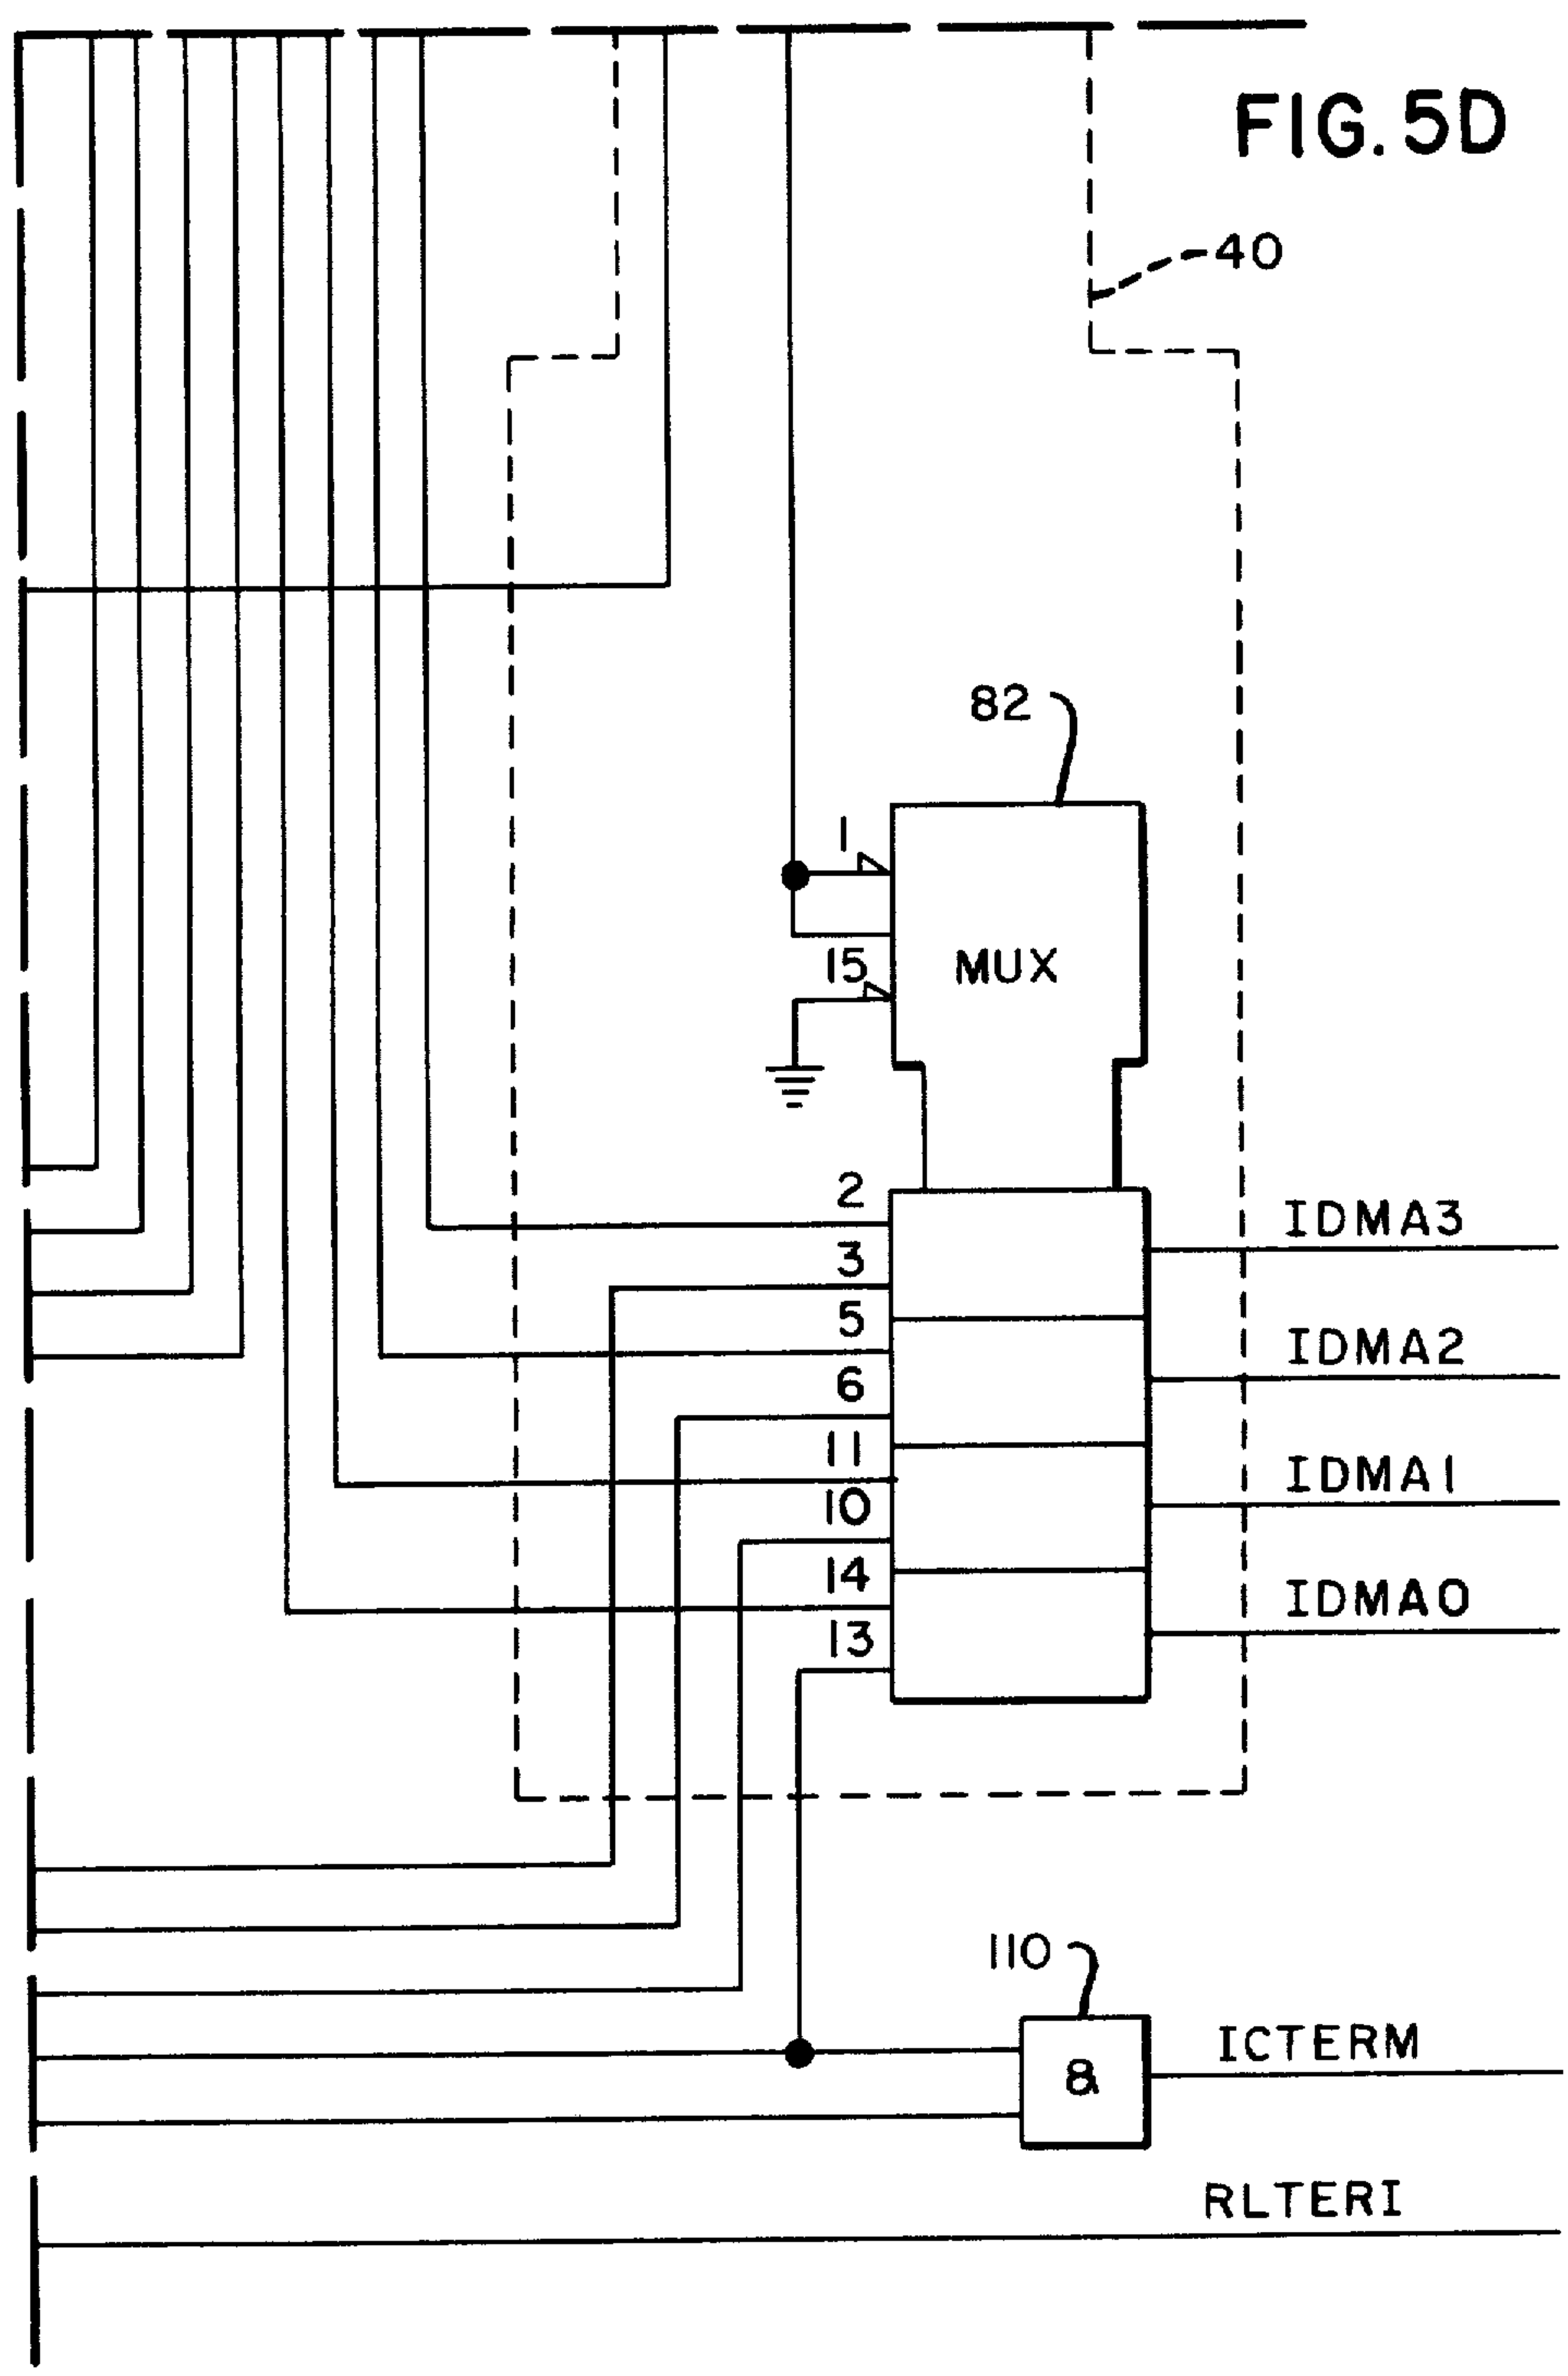 FIG. 5D
40
82
1
15
MUX
2
IDMA3
3
5
IDMA2
6
11
IDMA1
10
14
IDMA0
13
110
ICTERM
&
RLTERI